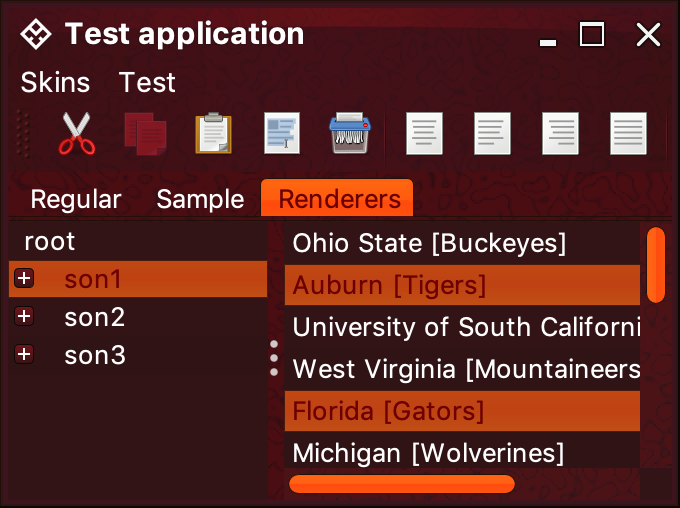 Test application
Skins Test
Regular Sample Renderers
root
son1
son2
son3
Ohio State [Buckeyes]
Auburn [Tigers]
University of South Californi
West Virginia [Mountaineers
Florida [Gators]
Michigan [Wolverines]